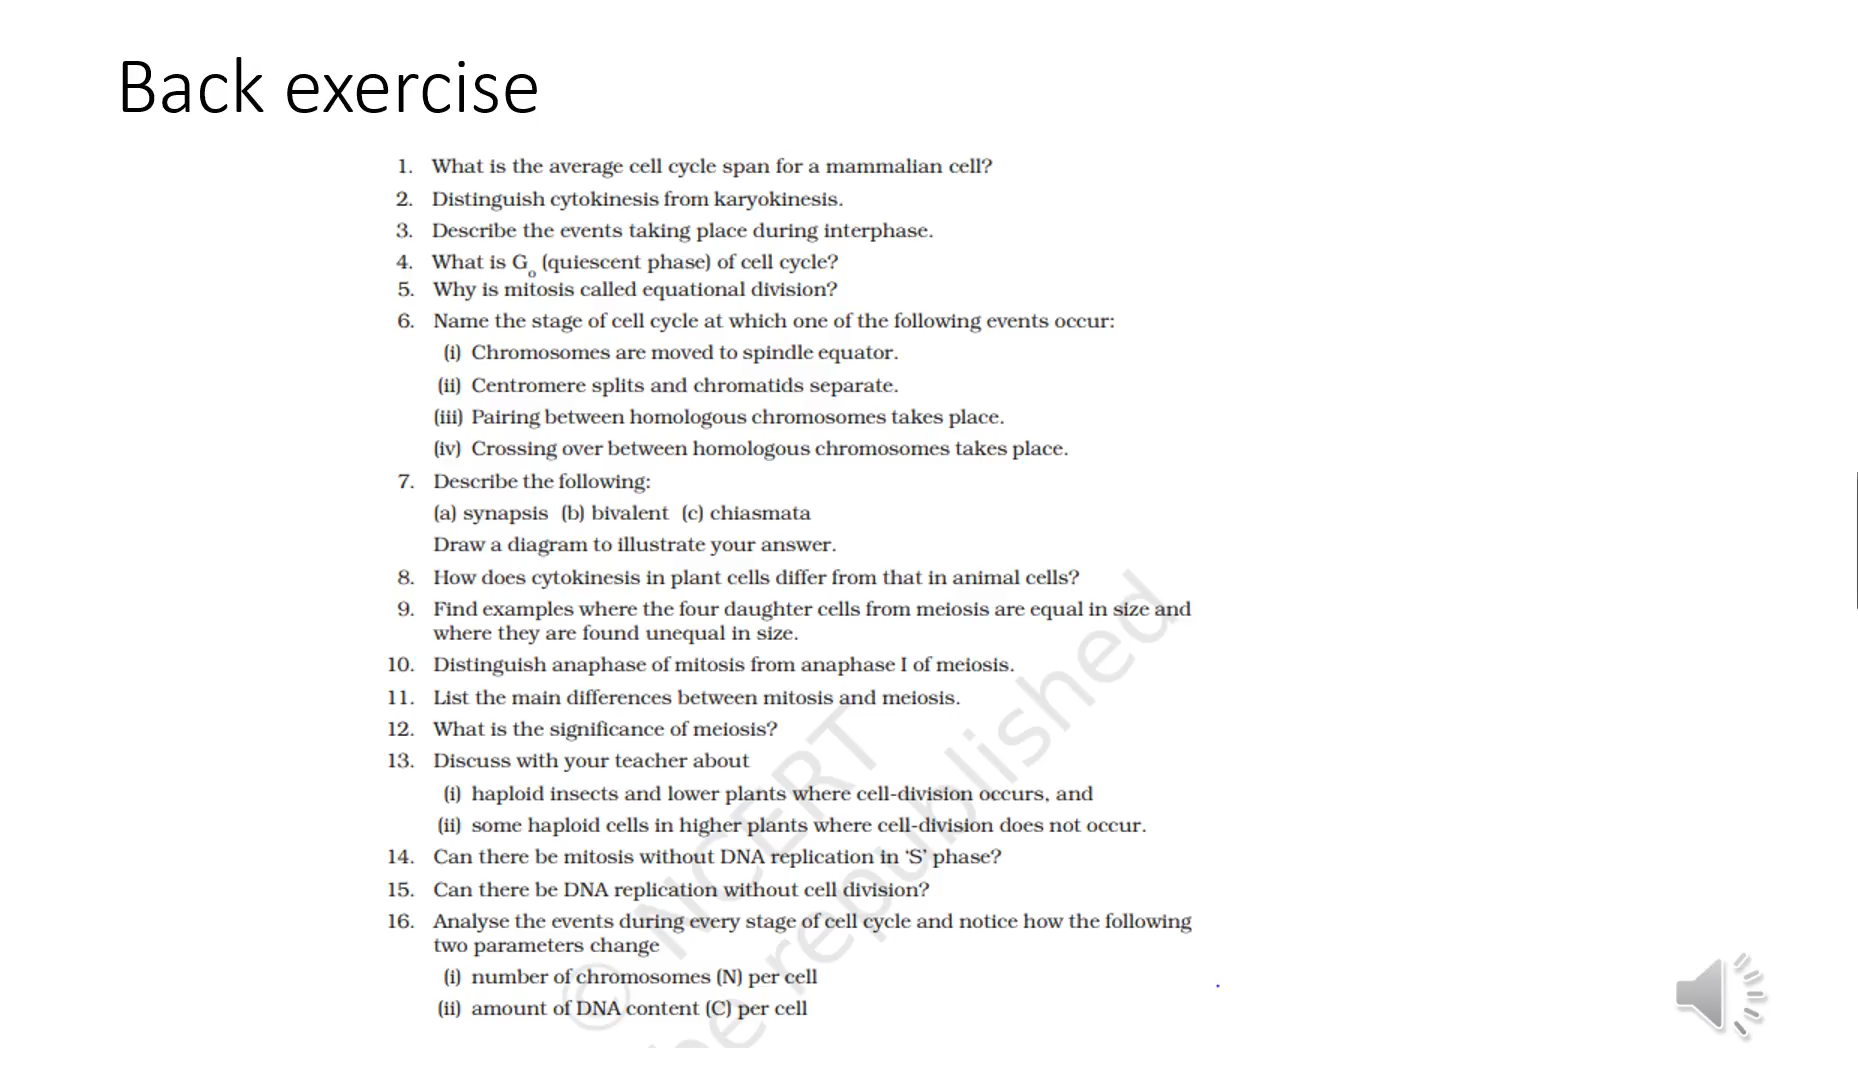 Back exercise
1. What is the average cell cycle span for a mammalian cell?
2. Distinguish cytokinesis from karyokinesis.
3. Describe the events taking place during interphase.
4. What is Go (quiescent phase) of cell cycle?
5. Why is mitosis called equational division?
6. Name the stage of cell cycle at which one of the following events occur:
(i) Chromosomes are moved to spindle equator.
(ii) Centromere splits and chromatids separate.
(iii) Pairing between homologous chromosomes takes place.
(iv) Crossing over between homologous chromosomes takes place.
7. Describe the following:
(a) synapsis (b) bivalent (c) chiasmata
Draw a diagram to illustrate your answer.
8. How does cytokinesis in plant cells differ from that in animal cells?
9. Find examples where the four daughter cells from meiosis are equal in size and
where they are found unequal in size.
10. Distinguish anaphase of mitosis from anaphase I of meiosis.
11. List the main differences between mitosis and meiosis.
12. What is the significance of meiosis?
13. Discuss with your teacher about
(i) haploid insects and lower plants where cell-division occurs, and
(ii) some haploid cells in higher plants where cell-division does not occur.
14. Can there be mitosis without DNA replication in ‘S’ phase?
15. Can there be DNA replication without cell division?
16. Analyse the events during every stage of cell cycle and notice how the following
two parameters change
(i) number of chromosomes (N) per cell
(ii) amount of DNA content (C) per cell
© NCERT
be republished